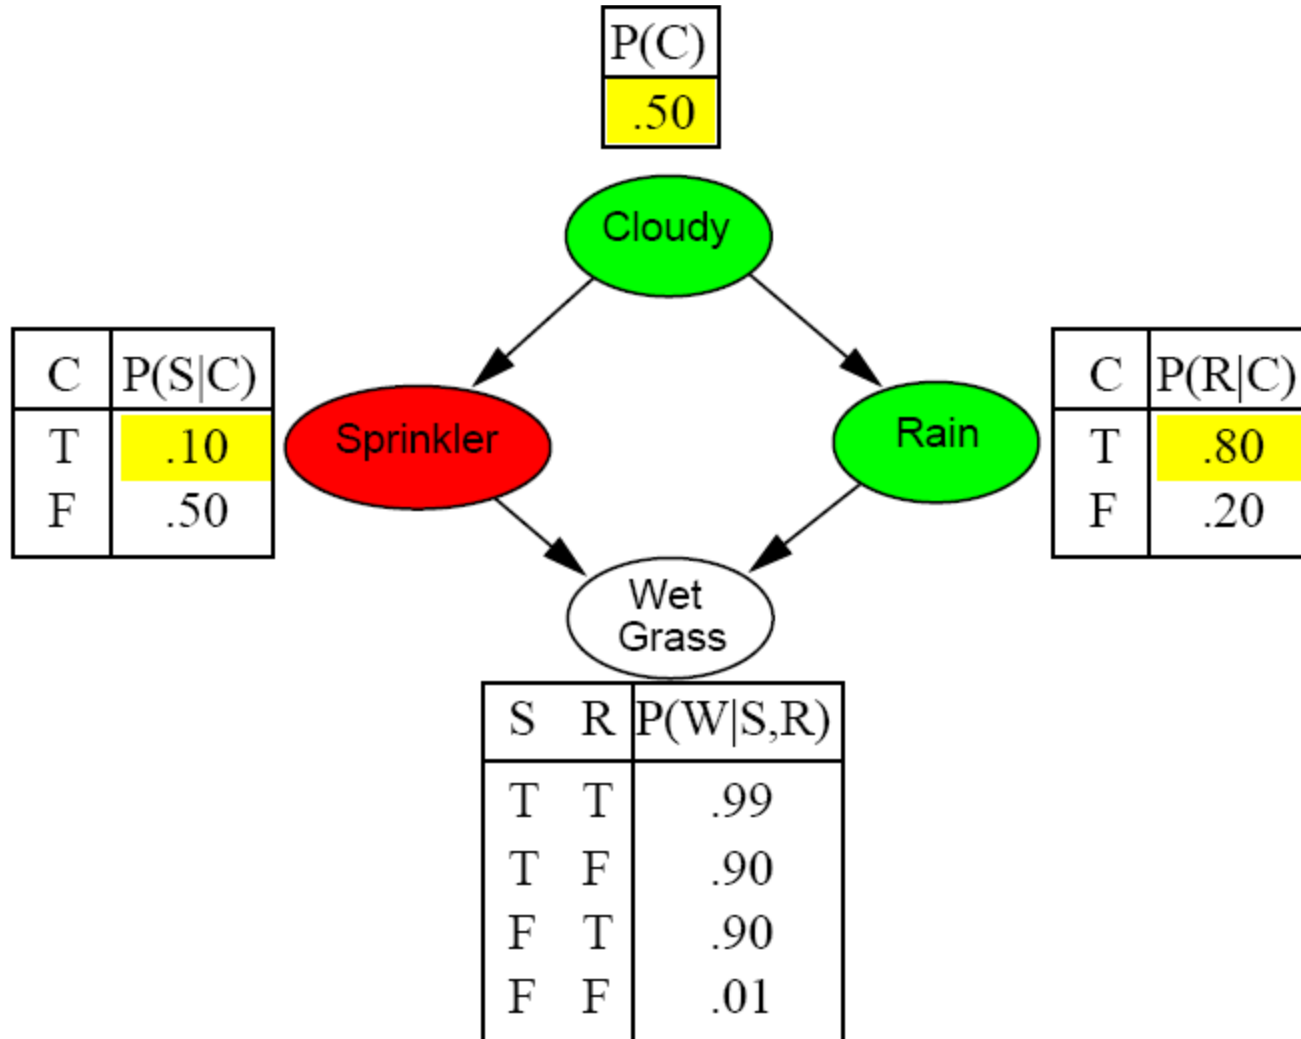 P(C)
.50
Cloudy
C P(S|C)
T .10
F .50
Sprinkler
Rain
C P(R|C)
T .80
F .20
Wet
Grass
S R P(W|S,R)
T T .99
T F .90
F T .90
F F .01